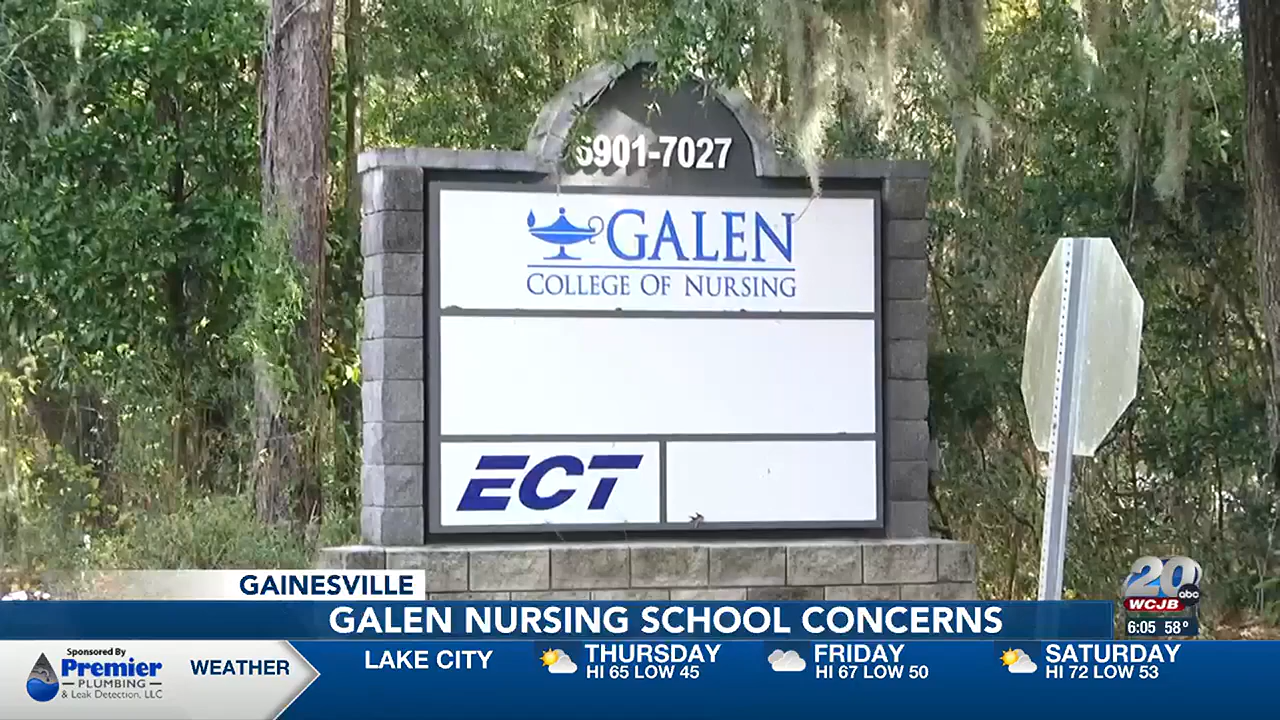 6901-7027
GALEN
COLLEGE OF NURSING
ECT
GAINESVILLE
GALEN NURSING SCHOOL CONCERNS
20
abc
WCJB
6:05 58°
Sponsored By
Premier
PLUMBING
& Leak Detection, LLC
WEATHER
LAKE CITY
THURSDAY
HI 65 LOW 45
FRIDAY
HI 67 LOW 50
SATURDAY
HI 72 LOW 53